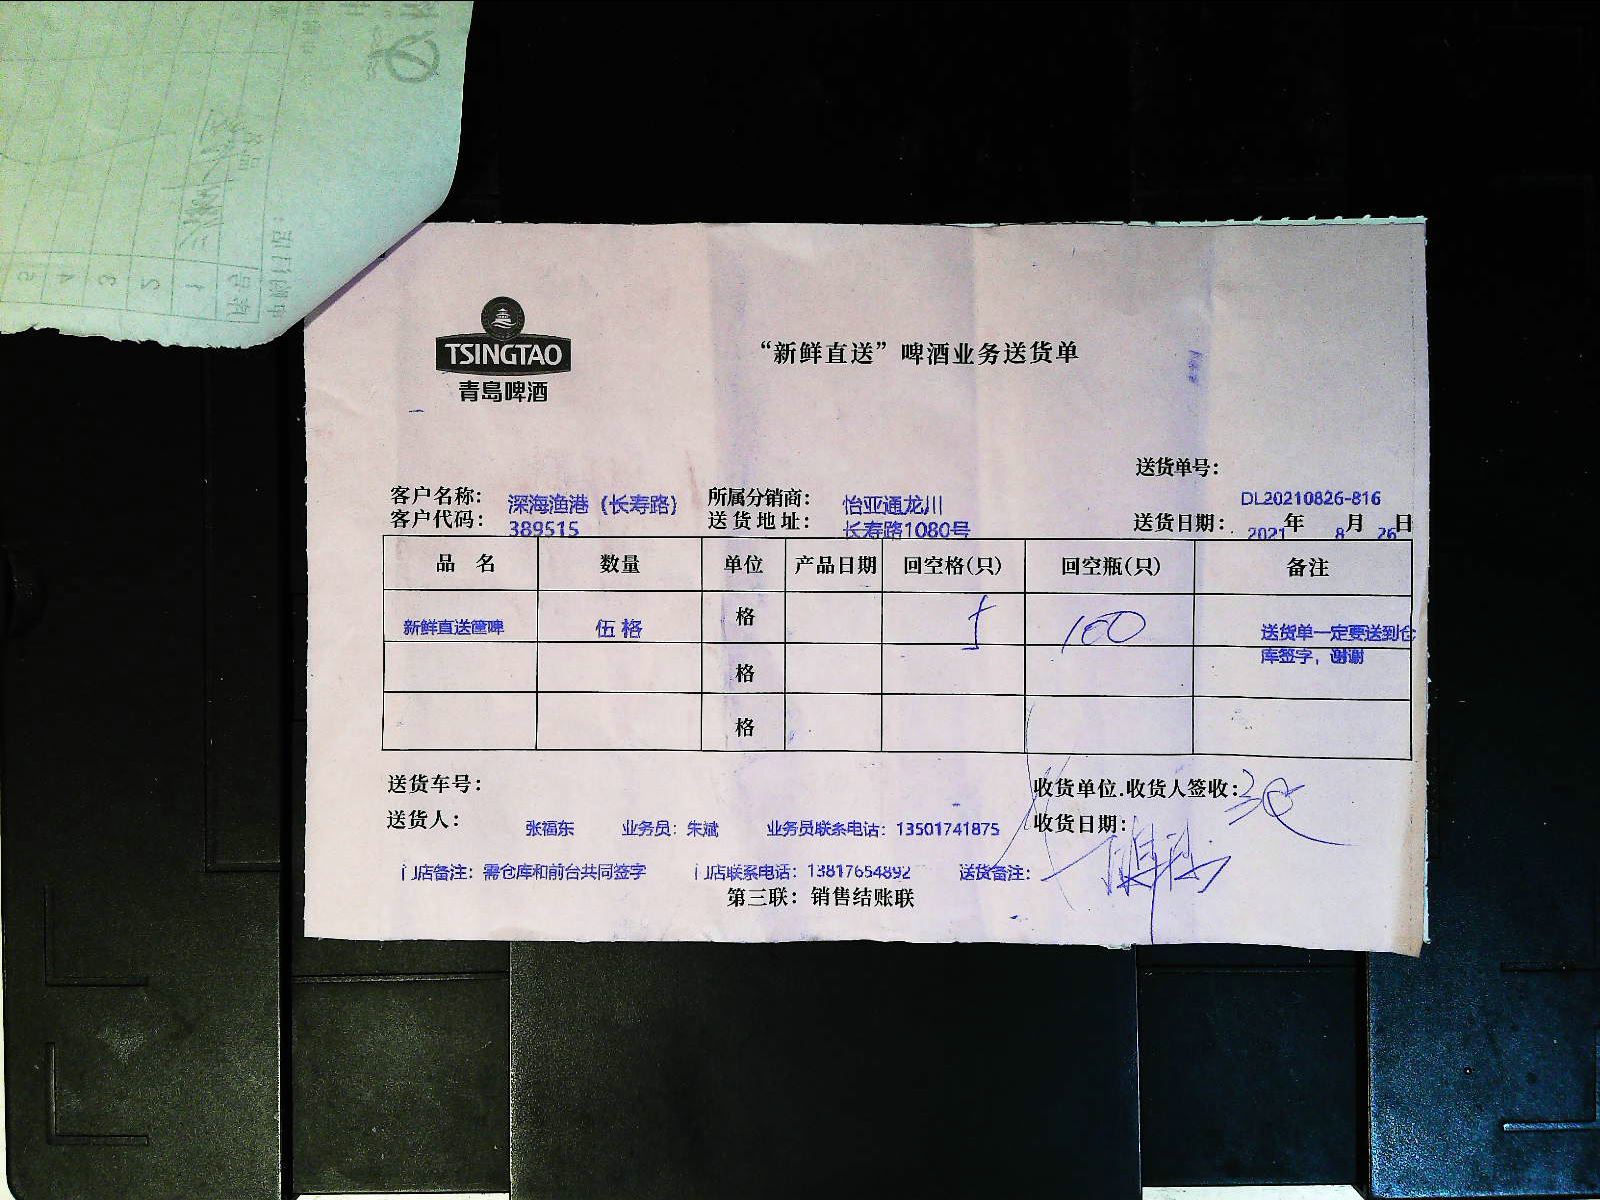 TSINGTAO
青岛啤酒
“新鲜直送”啤酒业务送货单
送货单号：
DL20210826-816
客户名称： 深海渔港（长寿路） 所属分销商： 怡亚通龙川
客户代码： 389515 送货地址： 长寿路1080号 送货日期： 2021 年 8 月 26 日
品名 数量 单位 产品日期 回空格(只) 回空瓶(只) 备注
新鲜直送筐啤 伍格 格 5 100 送货单一定要送到仓
库签字，谢谢
格
格
送货车号： 收货单位.收货人签收：
送货人： 张福东 业务员：朱斌 业务员联系电话：13501741875 收货日期：
门店备注：需仓库和前台共同签字 门店联系电话：13817654892 送货备注：
第三联：销售结账联